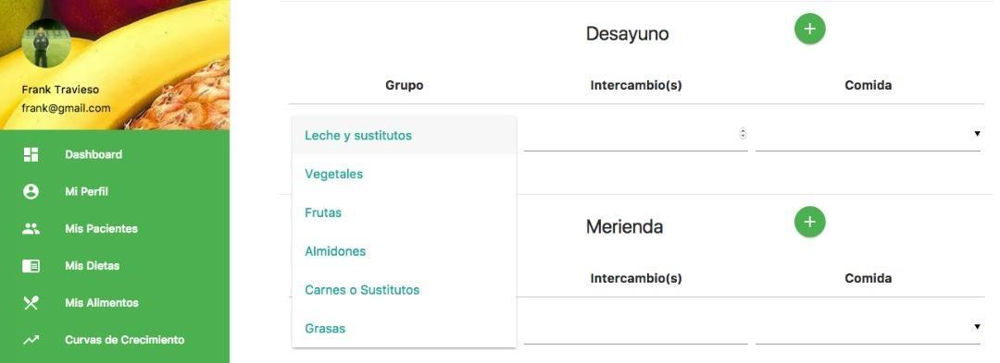 Frank Travieso
frank@gmail.com
Dashboard
Mi Perfil
Mis Pacientes
Mis Dietas
Mis Alimentos
Curvas de Crecimiento
Desayuno
Grupo Intercambio(s) Comida
Leche y sustitutos
Vegetales
Frutas
Almidones
Carnes o Sustitutos
Grasas
Merienda
Intercambio(s) Comida